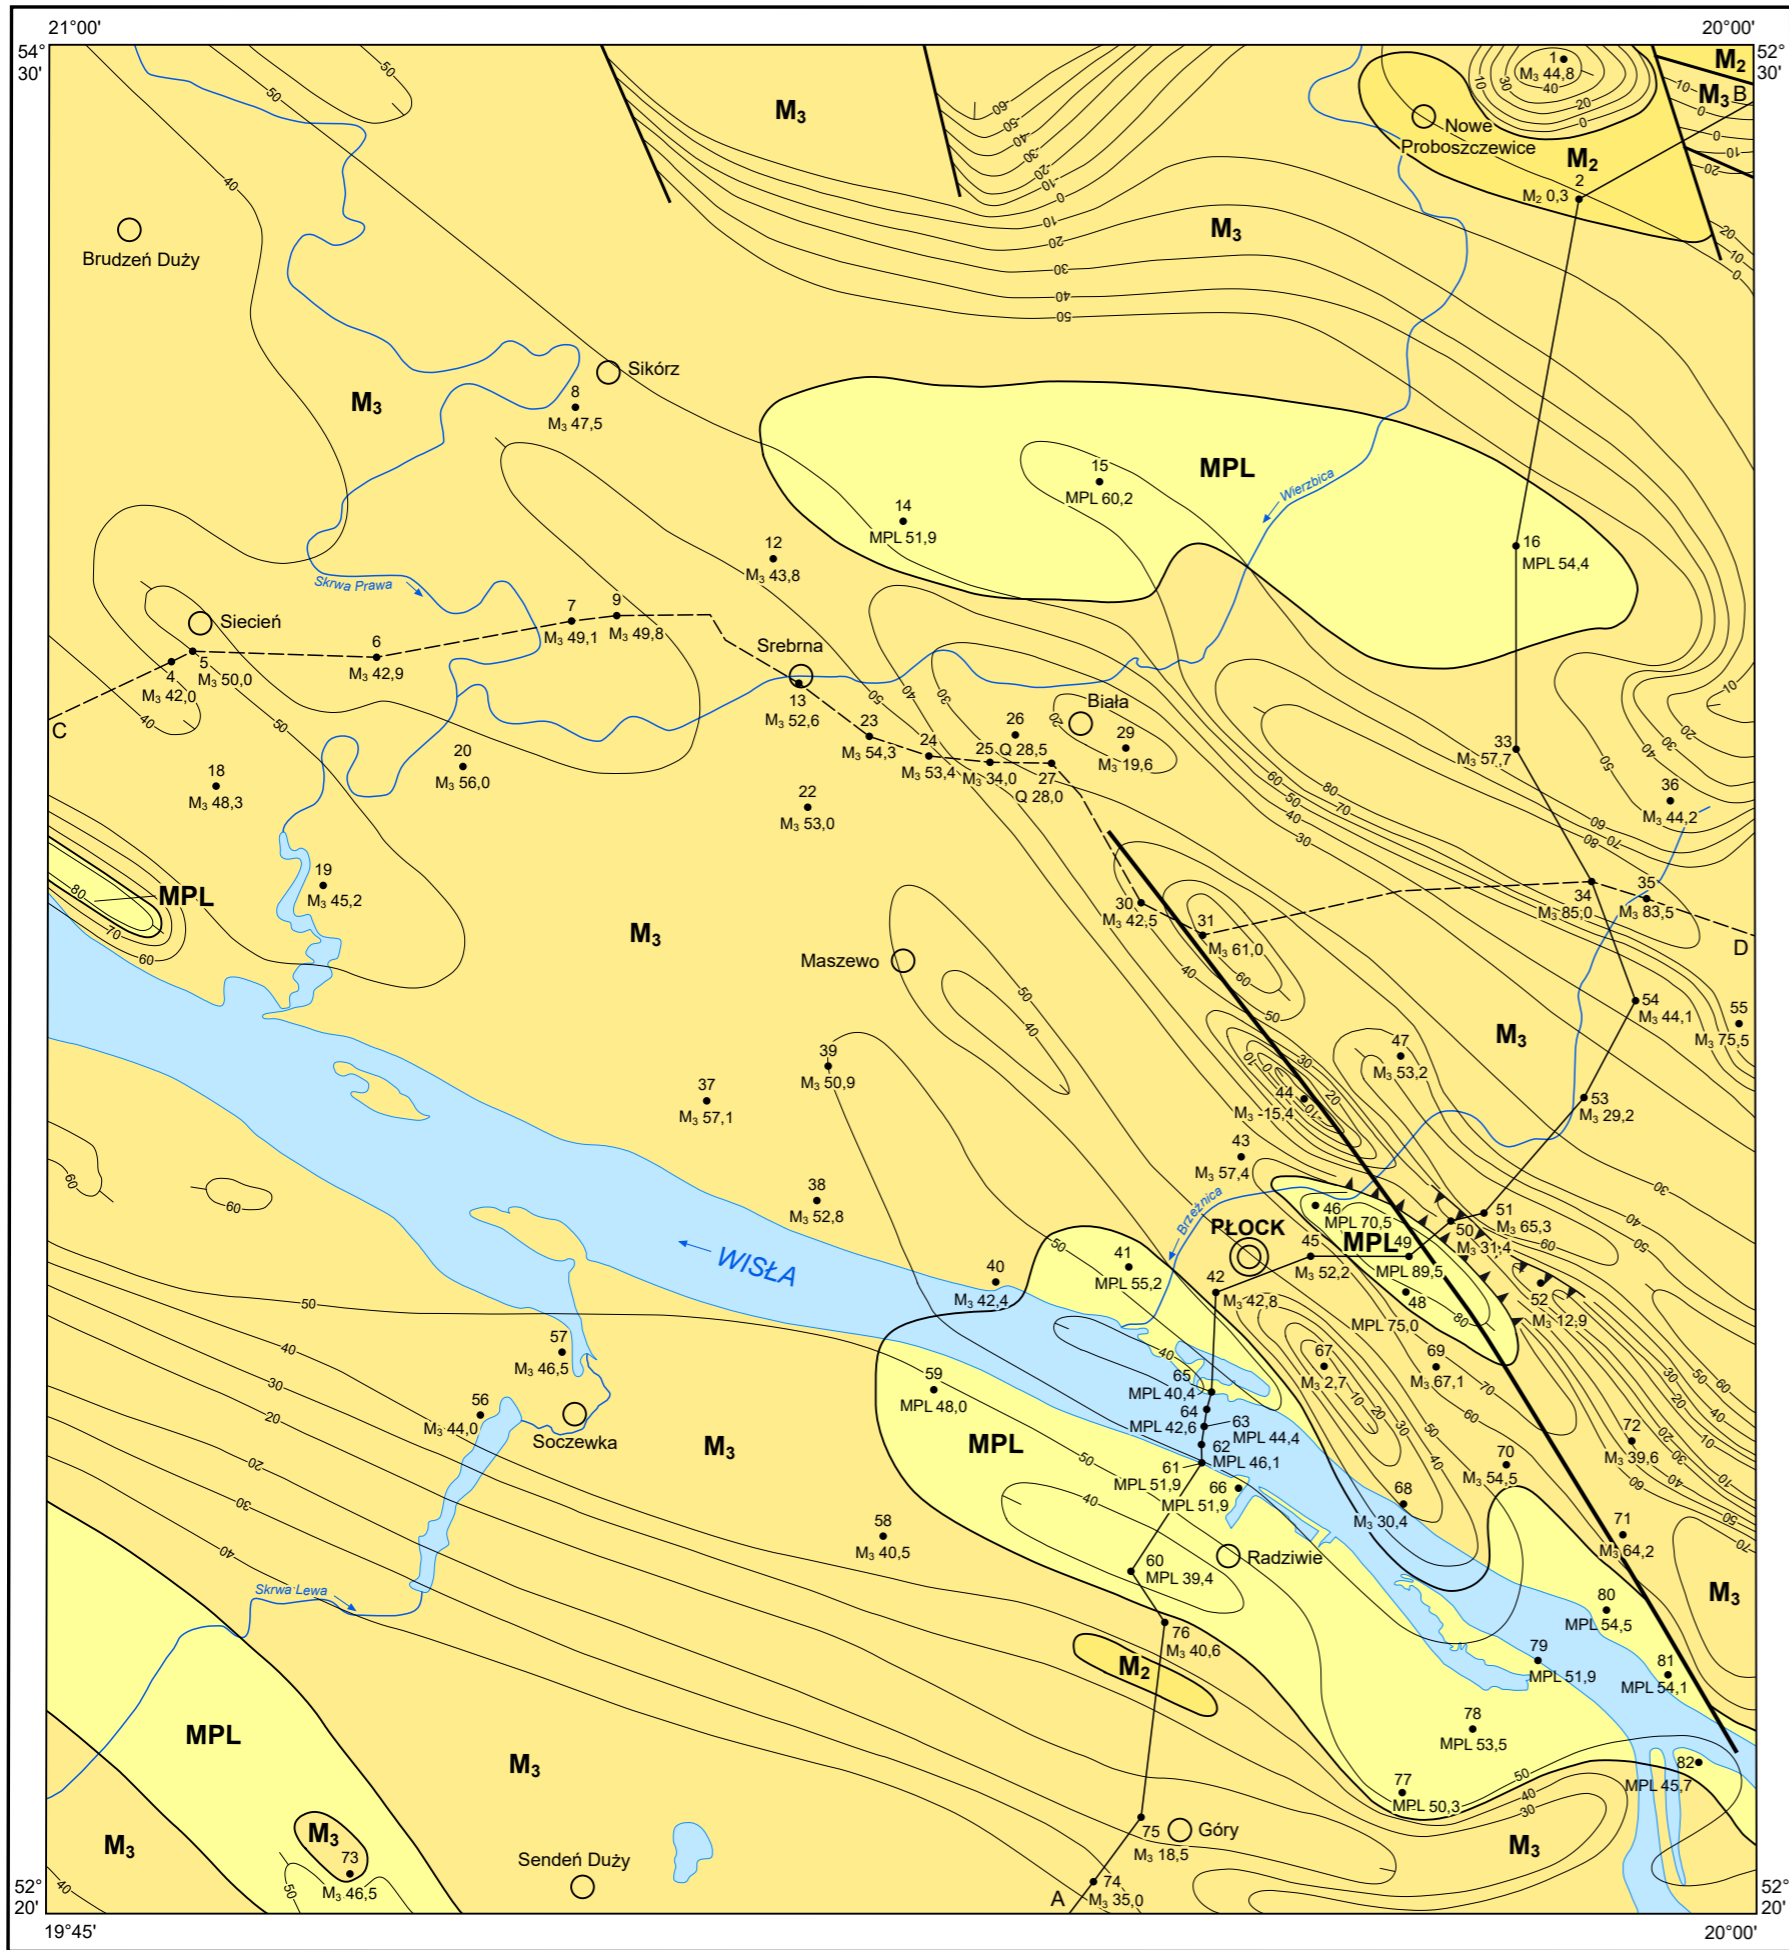 21°00'
20°00'
54°
30'
52°
30'
M₂
M₃
B
1
M₃ 44,8
40
Nowe
Proboszczewice
M₂
2
M₂ 0,3
M₃
M₃
Brudzeń Duży
Sikórz
8
M₃ 47,5
M₃
MPL
15
MPL 60,2
14
MPL 51,9
Wierzbica
12
M₃ 43,8
16
MPL 54,4
Skrwa Prawa
Siecień
7
M₃ 49,1
9
M₃ 49,8
6
M₃ 42,9
4
M₃ 42,0
5
M₃ 50,0
C
Srebrna
13
M₃ 52,6
23
M₃ 54,3
24
M₃ 53,4
25
M₃ 34,0
26
Q 28,5
27
Q 28,0
Biała
29
M₃ 19,6
33
M₃ 57,7
36
M₃ 44,2
20
M₃ 56,0
18
M₃ 48,3
22
M₃ 53,0
19
M₃ 45,2
MPL
80
70
60
M₃
Maszewo
30
M₃ 42,5
31
M₃ 61,0
34
M₃ 85,0
35
M₃ 83,5
D
54
M₃ 44,1
55
M₃ 75,5
M₃
47
M₃ 53,2
39
M₃ 50,9
37
M₃ 57,1
44
M₃ -15,4
53
M₃ 29,2
43
M₃ 57,4
38
M₃ 52,8
Brzeźnica
PŁOCK
46
MPL 70,5
MPL
45
M₃ 52,2
49
MPL 89,5
50
M₃ 31,4
51
M₃ 65,3
52
M₃ 12,9
48
MPL 75,0
WISŁA
40
M₃ 42,4
41
MPL 55,2
42
M₃ 42,8
57
M₃ 46,5
56
M₃ 44,0
Soczewka
59
MPL 48,0
65
MPL 40,4
64
MPL 42,6
63
MPL 44,4
62
MPL 46,1
61
MPL 51,9
66
MPL 51,9
67
M₃ 2,7
69
M₃ 67,1
72
M₃ 39,6
70
M₃ 54,5
68
M₃ 30,4
71
M₃ 64,2
M₃
MPL
58
M₃ 40,5
60
MPL 39,4
Radziwie
Skrwa Lewa
76
M₃ 40,6
M₂
80
MPL 54,5
79
MPL 51,9
81
MPL 54,1
M₃
78
MPL 53,5
82
MPL 45,7
77
MPL 50,3
MPL
M₃
M₃
M₃
73
M₃ 46,5
Sendeń Duży
75
M₃ 18,5
Góry
74
M₃ 35,0
A
M₃
52°
20'
52°
20'
19°45'
20°00'